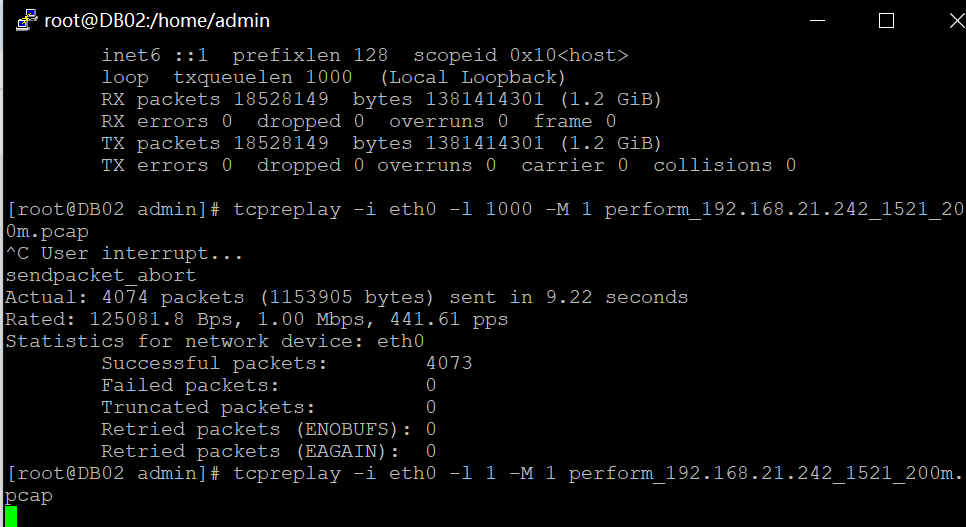 root@DB02:/home/admin
inet6 ::1  prefixlen 128  scopeid 0x10<host>
loop  txqueuelen 1000  (Local Loopback)
RX packets 18528149  bytes 1381414301 (1.2 GiB)
RX errors 0  dropped 0  overruns 0  frame 0
TX packets 18528149  bytes 1381414301 (1.2 GiB)
TX errors 0  dropped 0 overruns 0  carrier 0  collisions 0
[root@DB02 admin]# tcpreplay -i eth0 -l 1000 -M 1 perform_192.168.21.242_1521_20
0m.pcap
^C User interrupt...
sendpacket_abort
Actual: 4074 packets (1153905 bytes) sent in 9.22 seconds
Rated: 125081.8 Bps, 1.00 Mbps, 441.61 pps
Statistics for network device: eth0
Successful packets:        4073
Failed packets:            0
Truncated packets:         0
Retried packets (ENOBUFS): 0
Retried packets (EAGAIN):  0
[root@DB02 admin]# tcpreplay -i eth0 -l 1 -M 1 perform_192.168.21.242_1521_200m.
pcap